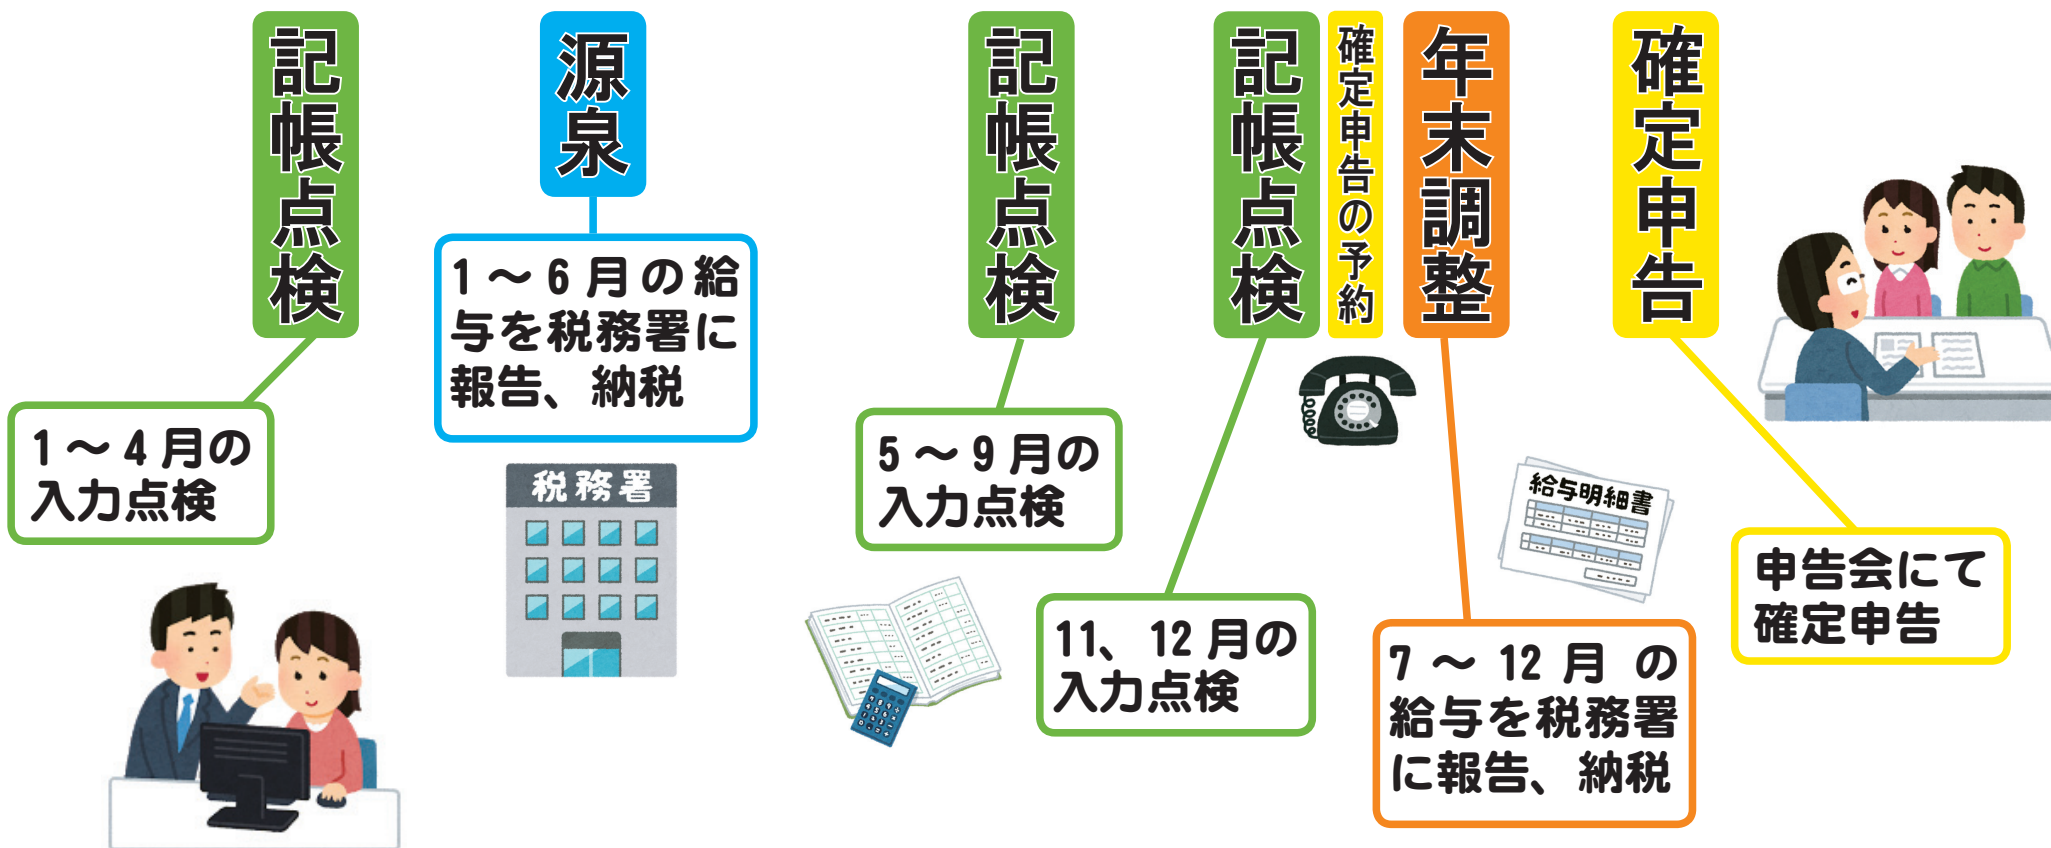 記帳点検
1～4月の
入力点検
源泉
1～6月の給
与を税務署に
報告、納税
税務署
記帳点検
5～9月の
入力点検
記帳点検
11、12月の
入力点検
確定申告の予約
年末調整
7～12月の
給与を税務署
に報告、納税
給与明細書
確定申告
申告会にて
確定申告